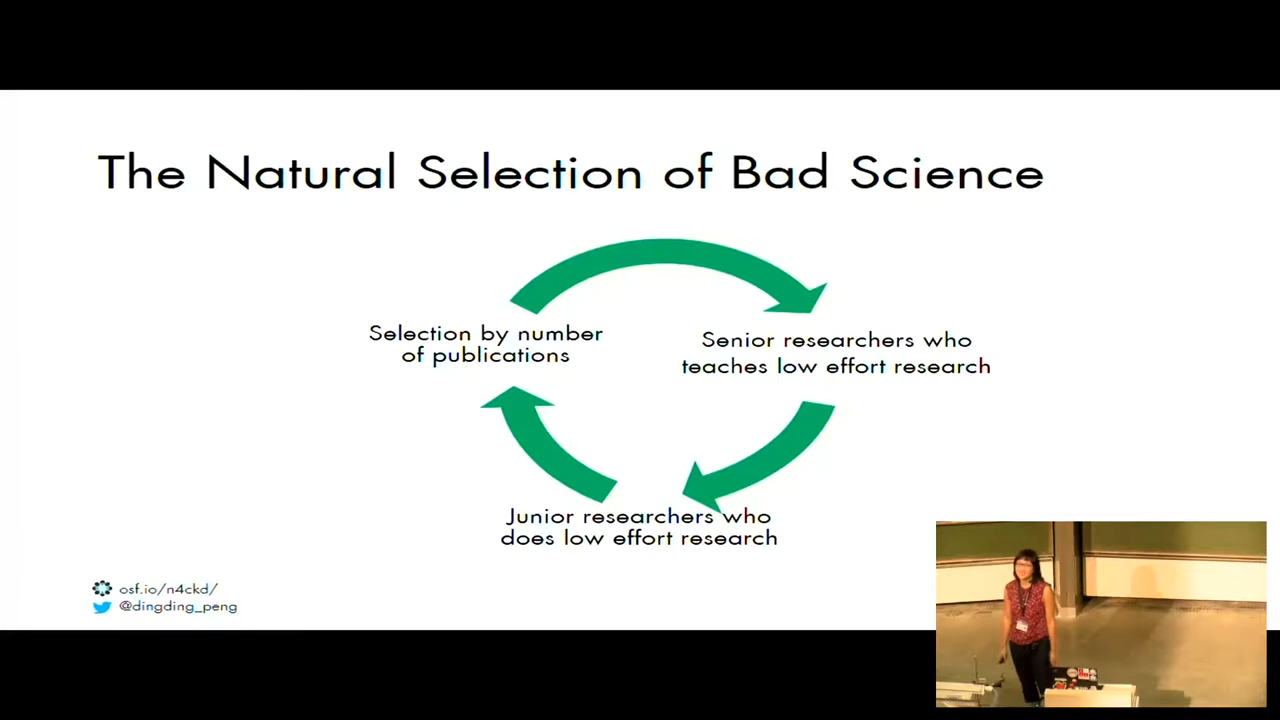 The Natural Selection of Bad Science
Selection by number
of publications
Senior researchers who
teaches low effort research
Junior researchers who
does low effort research
osf.io/n4ckd/
@dingding_peng